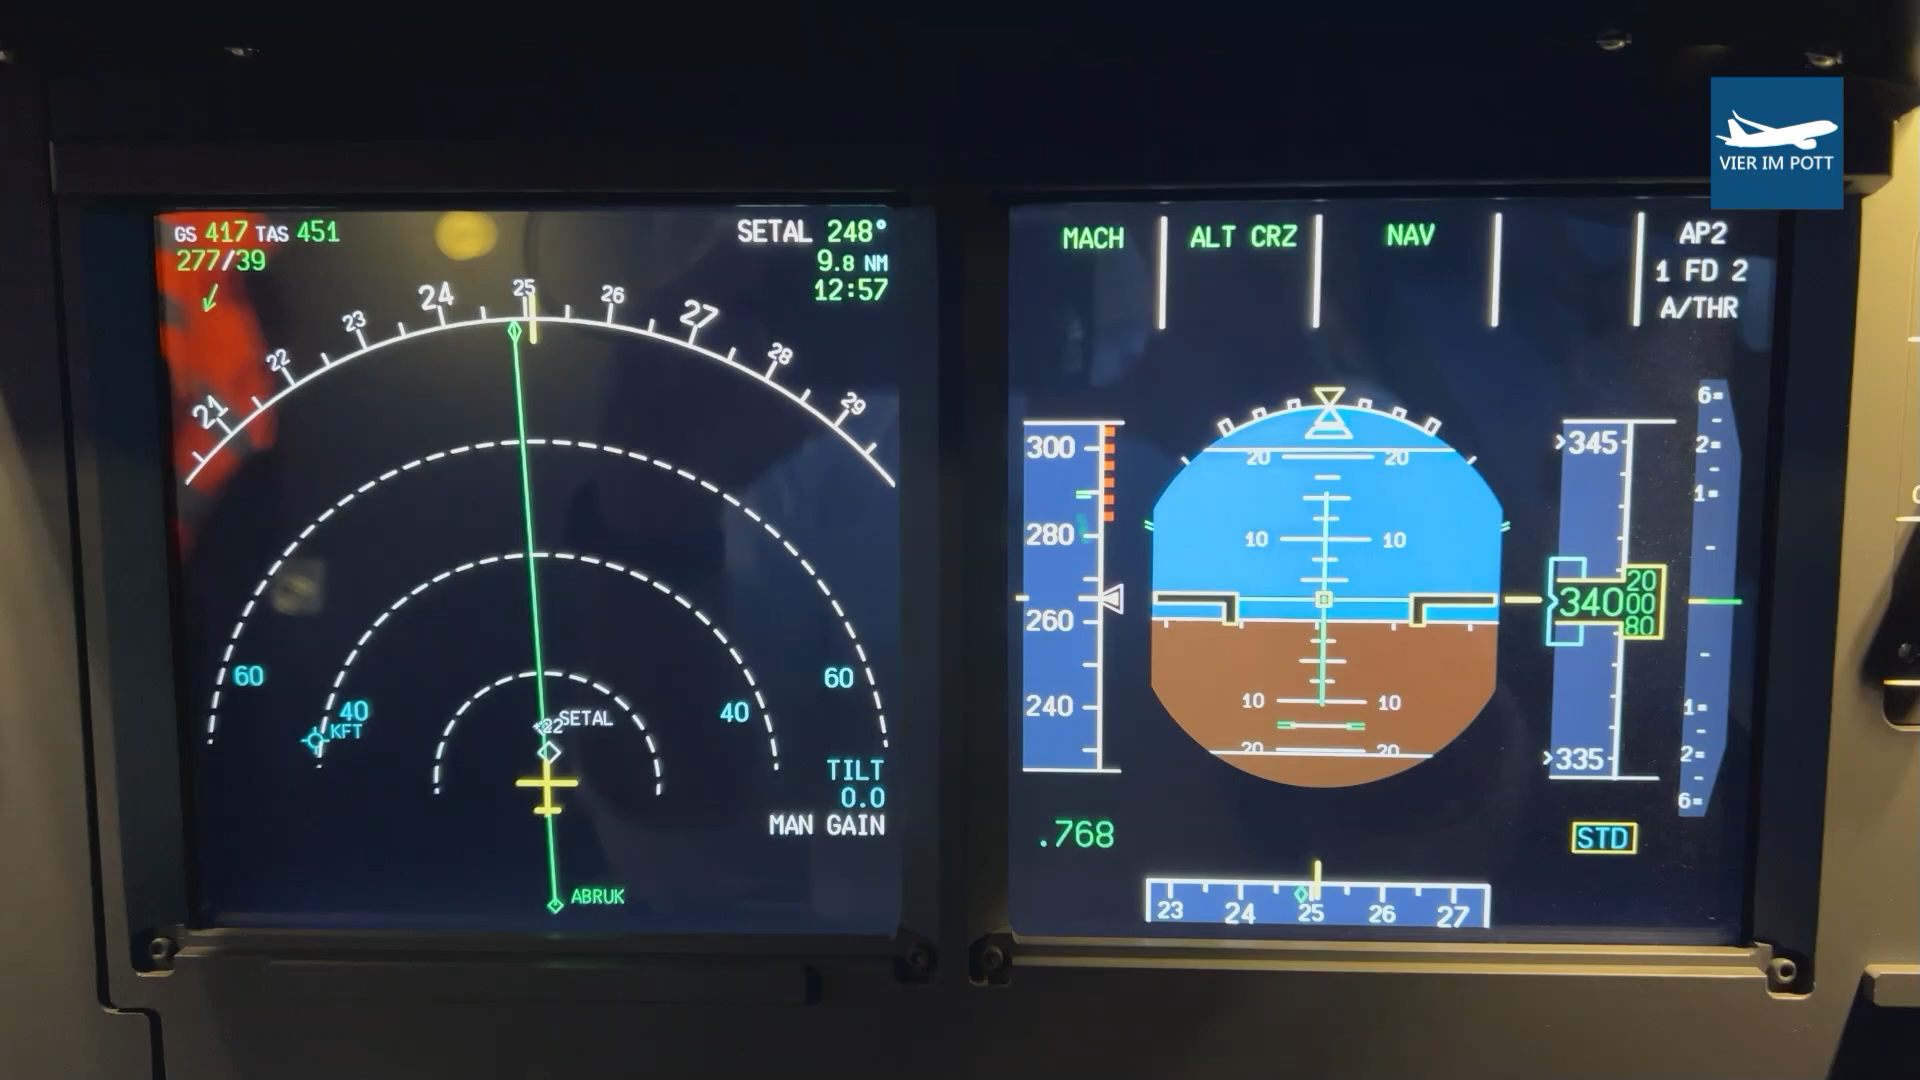 GS 417 TAS 451
277/39
SETAL 248°
9.8 NM
12:57
21 22 23 24 25 26 27 28 29
60 60
40 40
KFT
SETAL
TILT
0.0
MAN GAIN
ABRUK
MACH ALT CRZ NAV AP2
1 FD 2
A/THR
300
280
260
240
.768
20 20
10 10
10 10
20 20
345
340 20
00
80
335
STD
6
2
1
1
2
6
23 24 25 26 27
VIER IM POTT